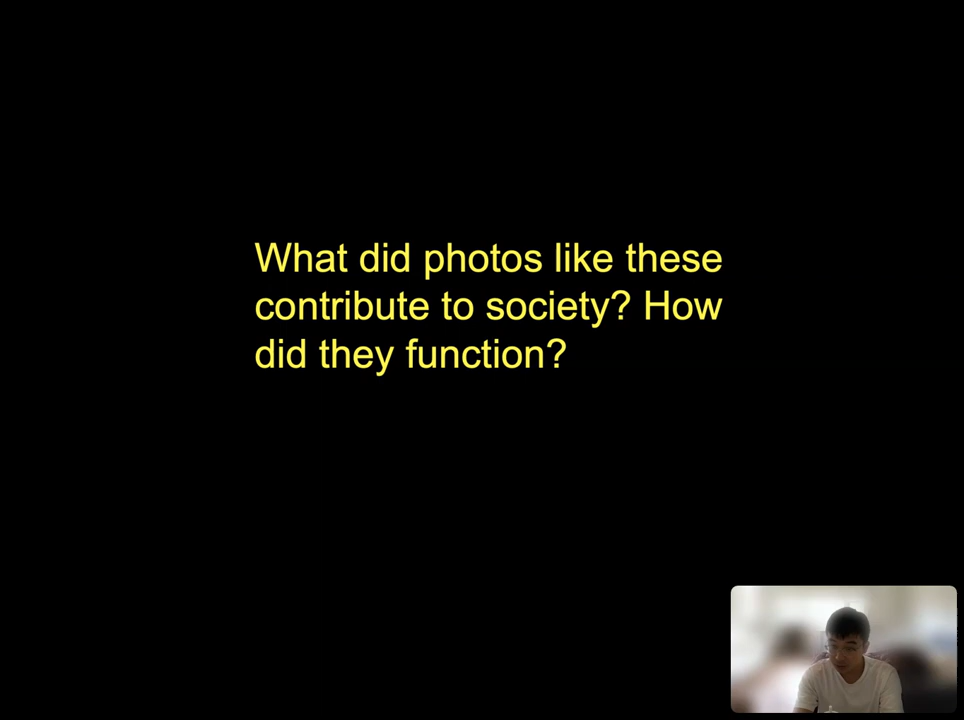 What did photos like these
contribute to society? How
did they function?